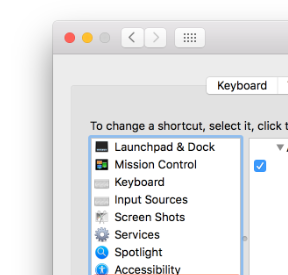 Keyboard
To change a shortcut, select it, click
Launchpad & Dock
Mission Control
Keyboard
Input Sources
Screen Shots
Services
Spotlight
Accessibility